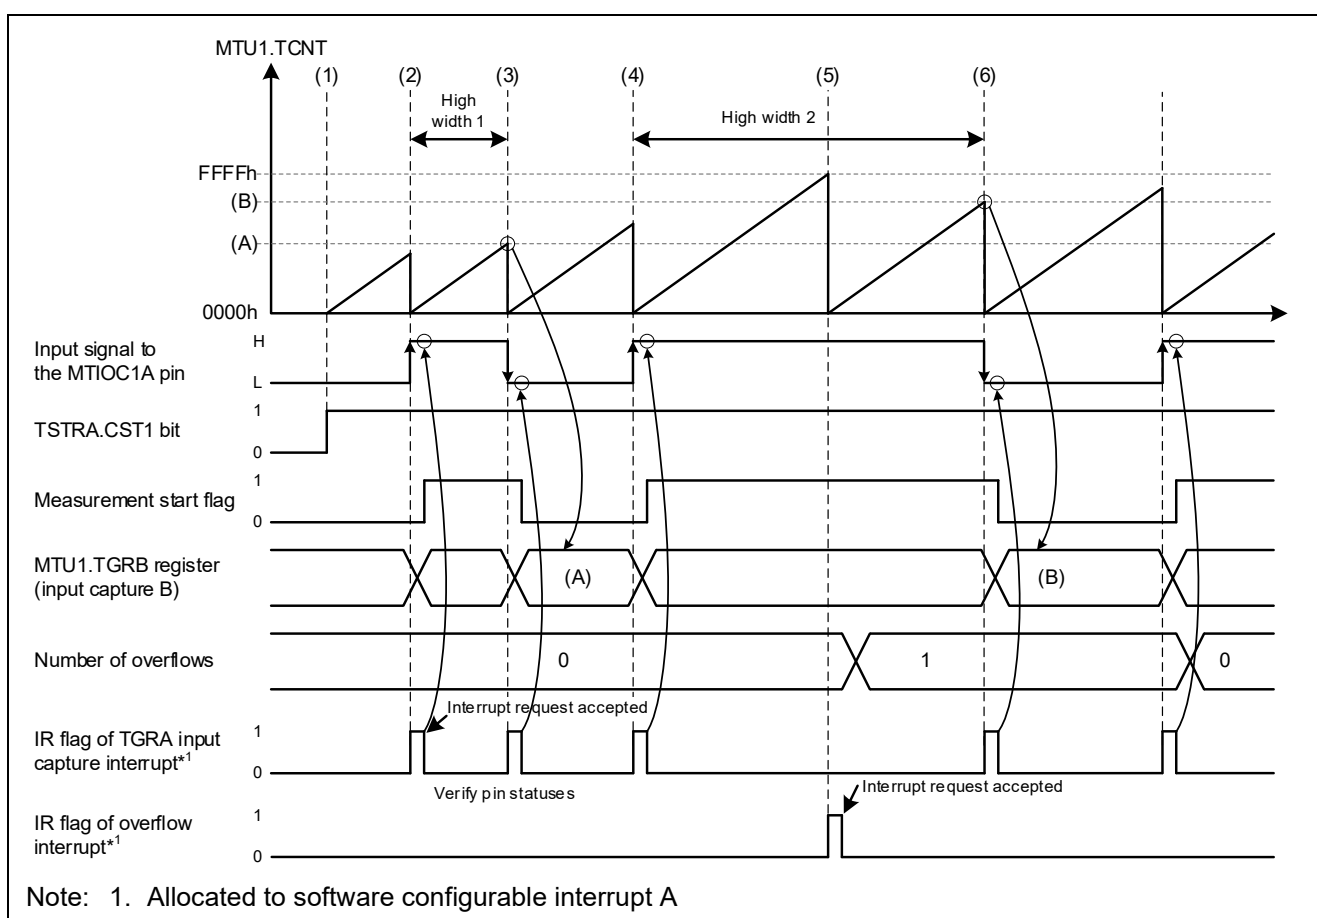 MTU1.TCNT
(1) (2) (3) (4) (5) (6)
High
width 1
High width 2
FFFFh
(B)
(A)
0000h
Input signal to
the MTIOC1A pin
H
L
TSTRA.CST1 bit
1
0
Measurement start flag
1
0
MTU1.TGRB register
(input capture B)
(A)
(B)
Number of overflows
0
1
0
Interrupt request accepted
IR flag of TGRA input
capture interrupt*1
1
0
Verify pin statuses
Interrupt request accepted
IR flag of overflow
interrupt*1
1
0
Note: 1. Allocated to software configurable interrupt A